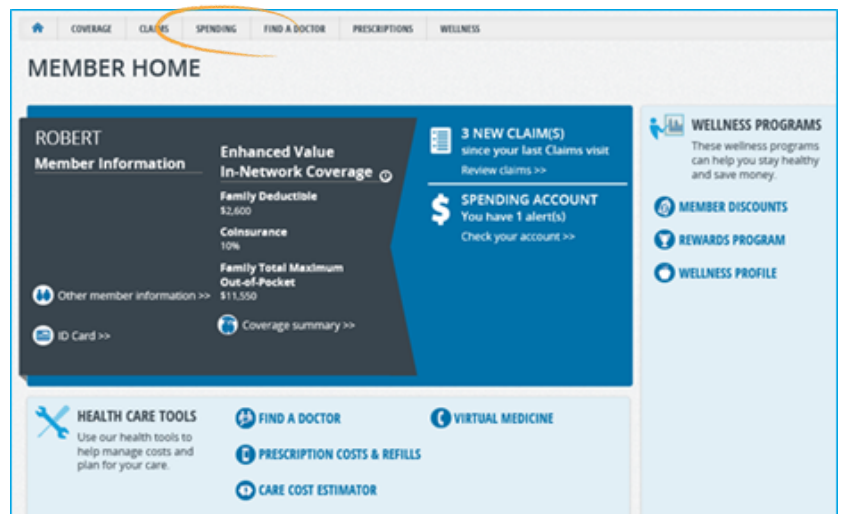 COVERAGE CLAIMS SPENDING FIND A DOCTOR PRESCRIPTIONS WELLNESS
MEMBER HOME
ROBERT
Member Information
Other member information >>
ID Card >>
Enhanced Value
In-Network Coverage
Family Deductible
$2,600
Coinsurance
10%
Family Total Maximum
Out-of-Pocket
$11,550
Coverage summary >>
3 NEW CLAIM(S)
since your last Claims visit
Review claims >>
SPENDING ACCOUNT
You have 1 alert(s)
Check your account >>
WELLNESS PROGRAMS
These wellness programs
can help you stay healthy
and save money.
MEMBER DISCOUNTS
REWARDS PROGRAM
WELLNESS PROFILE
HEALTH CARE TOOLS
Use our health tools to
help manage costs and
plan for your care.
FIND A DOCTOR
PRESCRIPTION COSTS & REFILLS
CARE COST ESTIMATOR
VIRTUAL MEDICINE